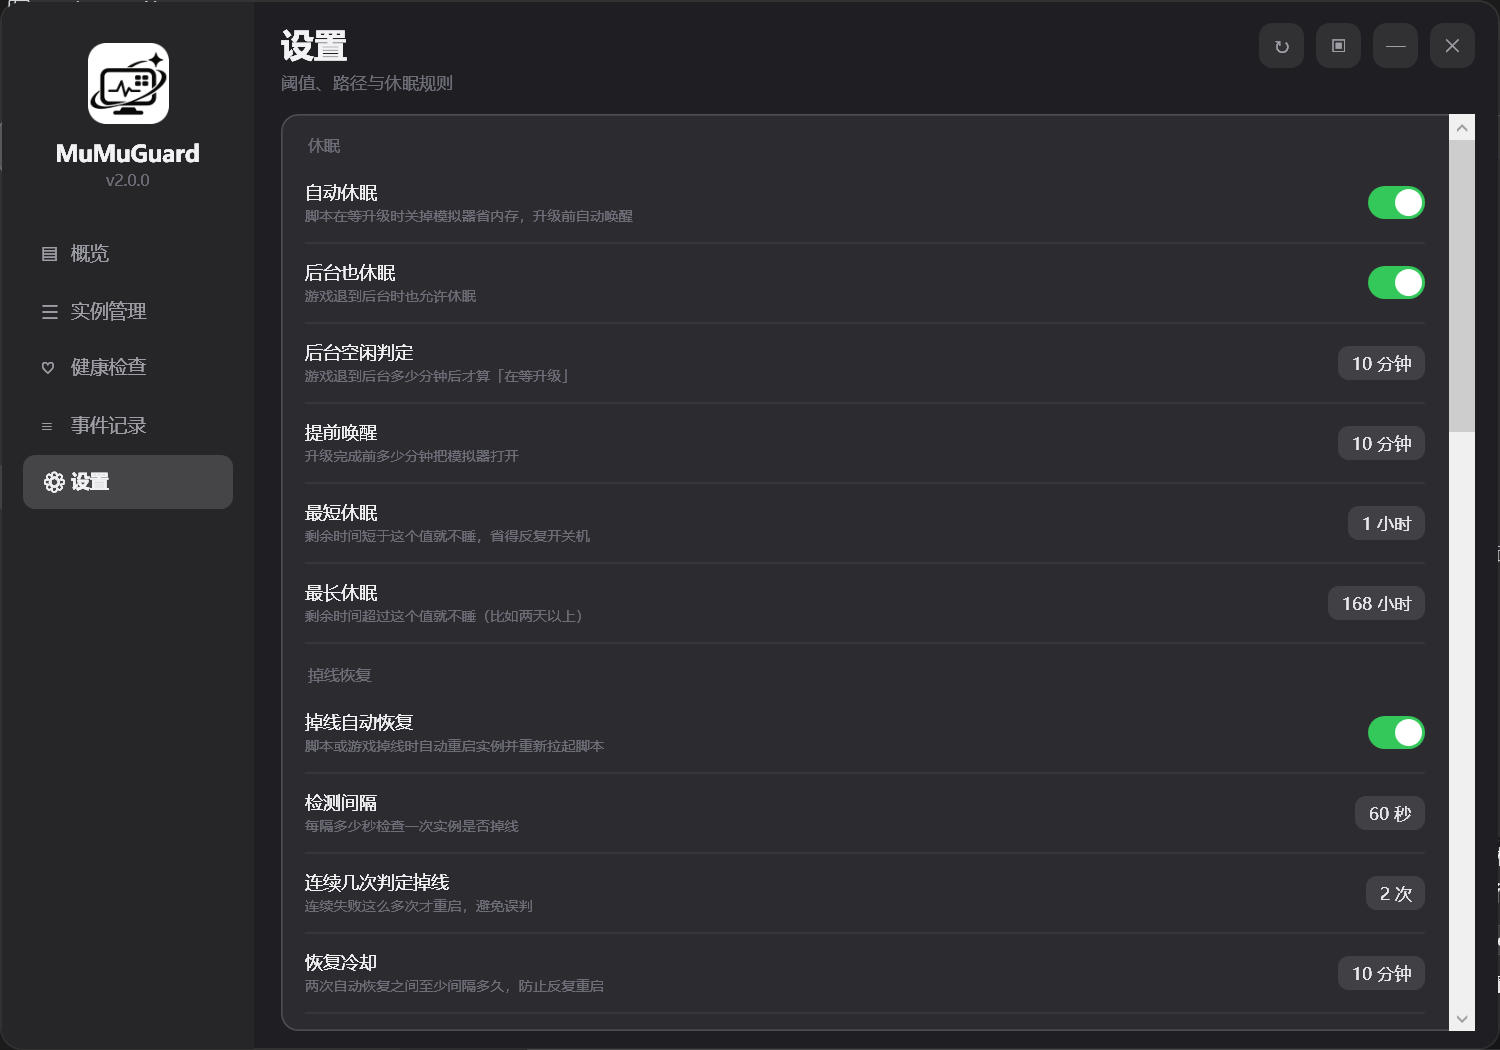 MuMuGuard
v2.0.0
概览
实例管理
健康检查
事件记录
设置
设置
阈值、路径与休眠规则
休眠
自动休眠
脚本在等升级时关掉模拟器省内存，升级前自动唤醒
后台也休眠
游戏退到后台时也允许休眠
后台空闲判定
游戏退到后台多少分钟后才算「在等升级」
10 分钟
提前唤醒
升级完成前多少分钟把模拟器打开
10 分钟
最短休眠
剩余时间短于这个值就不睡，省得反复开关机
1 小时
最长休眠
剩余时间超过这个值就不睡（比如两天以上）
168 小时
掉线恢复
掉线自动恢复
脚本或游戏掉线时自动重启实例并重新拉起脚本
检测间隔
每隔多少秒检查一次实例是否掉线
60 秒
连续几次判定掉线
连续失败这么多次才重启，避免误判
2 次
恢复冷却
两次自动恢复之间至少间隔多久，防止反复重启
10 分钟